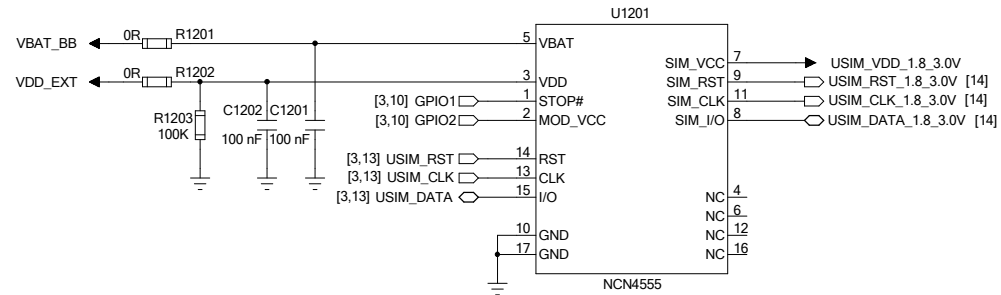 U1201
VBAT_BB 0R R1201 5 VBAT
SIM_VCC 7 USIM_VDD_1.8_3.0V
VDD_EXT 0R R1202 3 VDD
SIM_RST 9 USIM_RST_1.8_3.0V [14]
[3,10] GPIO1 1 STOP#
SIM_CLK 11 USIM_CLK_1.8_3.0V [14]
[3,10] GPIO2 2 MOD_VCC
SIM_I/O 8 USIM_DATA_1.8_3.0V [14]
R1203
100K
C1202 C1201
100 nF 100 nF
[3,13] USIM_RST 14 RST
[3,13] USIM_CLK 13 CLK
[3,13] USIM_DATA 15 I/O
NC 4
NC 6
10 GND
NC 12
17 GND
NC 16
NCN4555